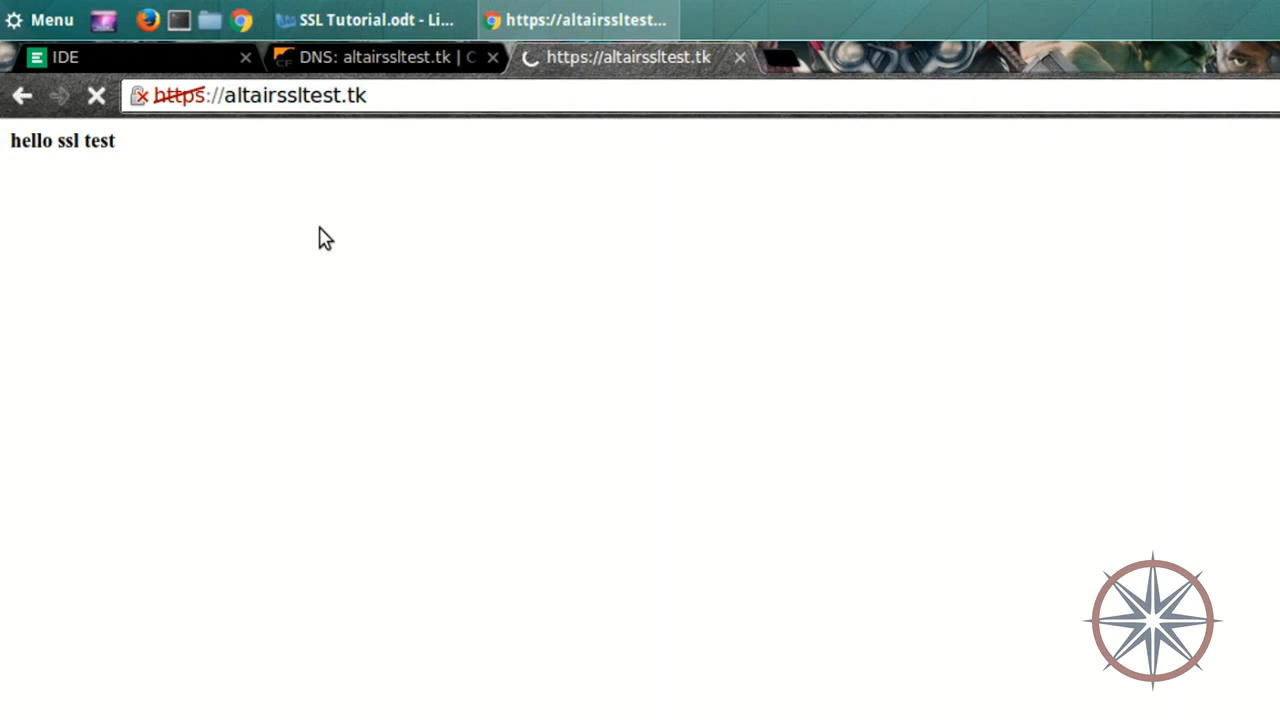 Menu
SSL Tutorial.odt - Li...
https://altairssltest...
IDE
DNS: altairssltest.tk | C
https://altairssltest.tk
https://altairssltest.tk
hello ssl test